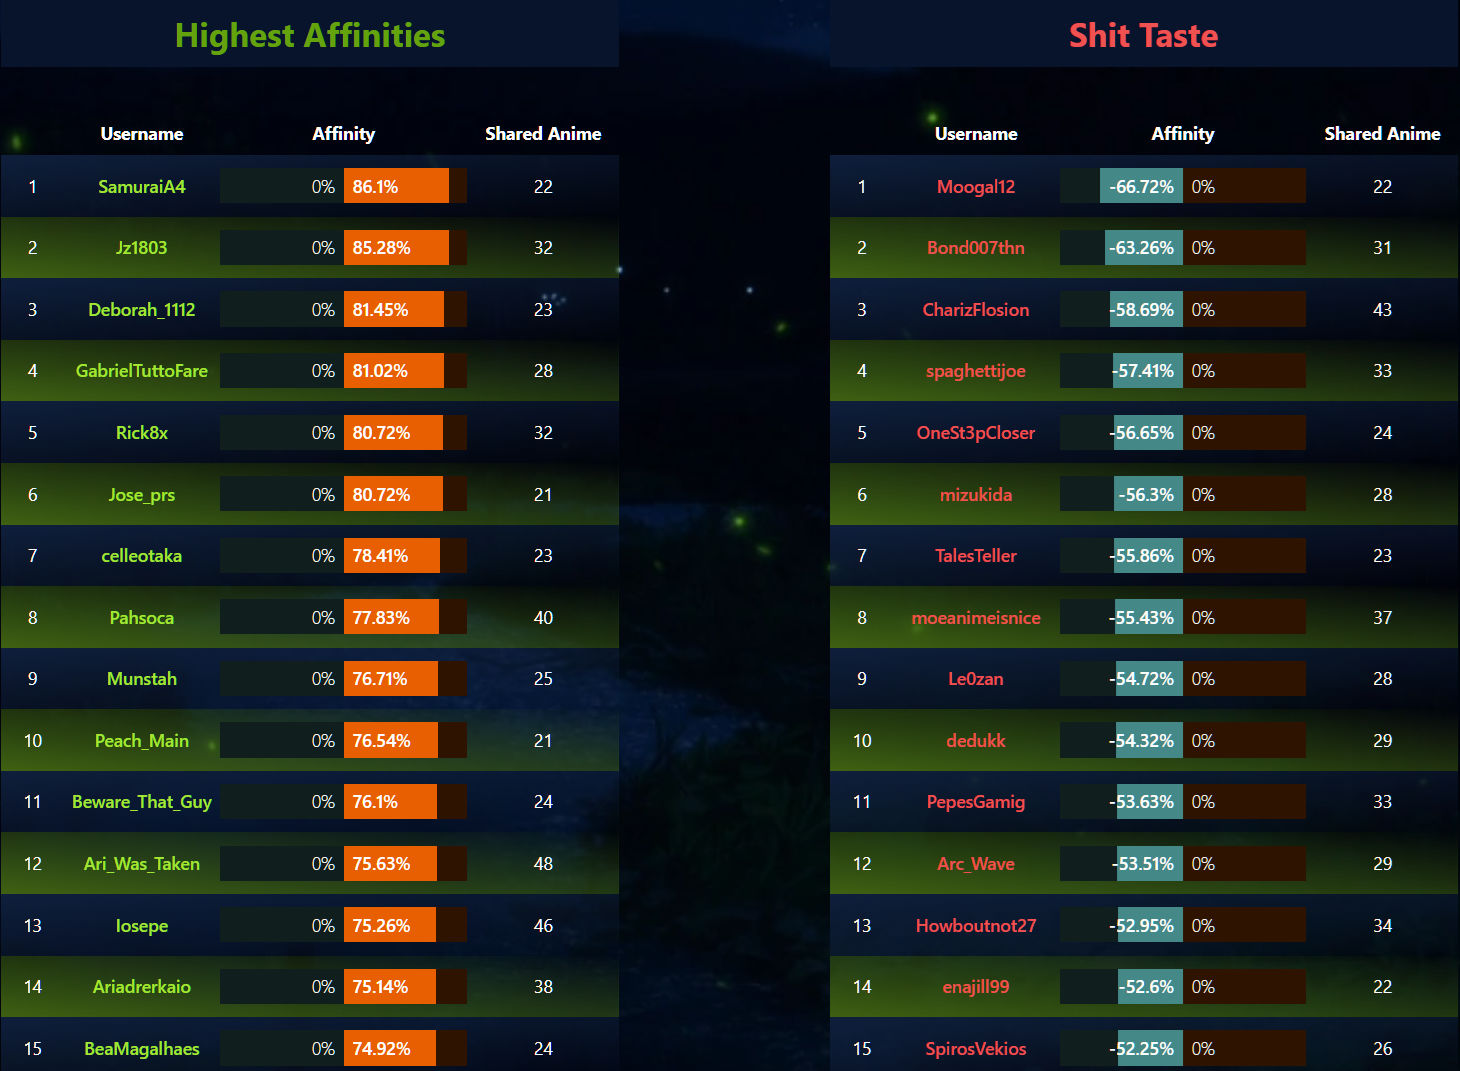 Highest Affinities
Username Affinity Shared Anime
1 SamuraiA4 0% 86.1% 22
2 Jz1803 0% 85.28% 32
3 Deborah_1112 0% 81.45% 23
4 GabrielTuttoFare 0% 81.02% 28
5 Rick8x 0% 80.72% 32
6 Jose_prs 0% 80.72% 21
7 celleotaka 0% 78.41% 23
8 Pahsoca 0% 77.83% 40
9 Munstah 0% 76.71% 25
10 Peach_Main 0% 76.54% 21
11 Beware_That_Guy 0% 76.1% 24
12 Ari_Was_Taken 0% 75.63% 48
13 Iosepe 0% 75.26% 46
14 Ariadrerkaio 0% 75.14% 38
15 BeaMagalhaes 0% 74.92% 24
Shit Taste
Username Affinity Shared Anime
1 Moogal12 -66.72% 0% 22
2 Bond007thn -63.26% 0% 31
3 CharizFlosion -58.69% 0% 43
4 spaghettijoe -57.41% 0% 33
5 OneSt3pCloser -56.65% 0% 24
6 mizukida -56.3% 0% 28
7 TalesTeller -55.86% 0% 23
8 moeanimeisnice -55.43% 0% 37
9 Le0zan -54.72% 0% 28
10 dedukk -54.32% 0% 29
11 PepesGamig -53.63% 0% 33
12 Arc_Wave -53.51% 0% 29
13 Howboutnot27 -52.95% 0% 34
14 enajill99 -52.6% 0% 22
15 SpirosVekios -52.25% 0% 26